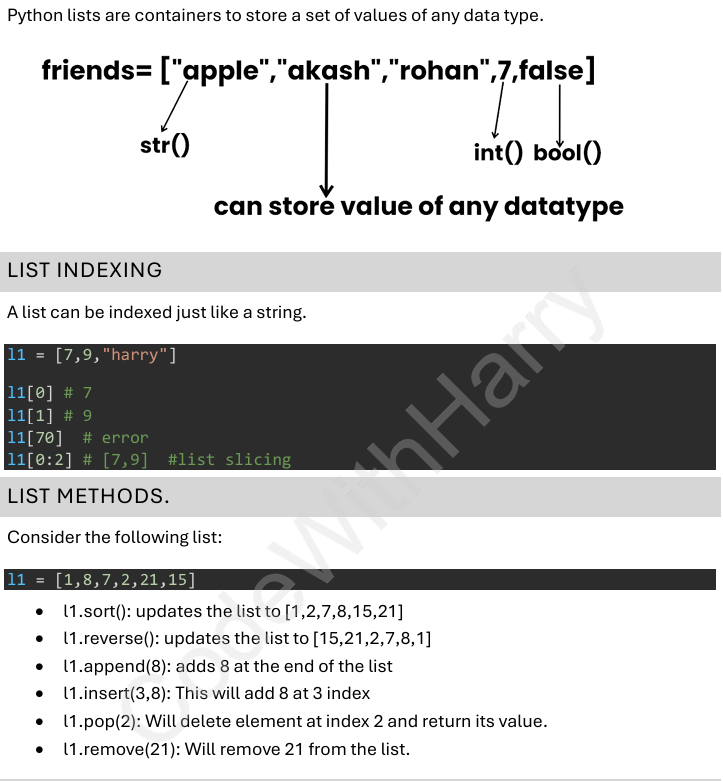 Python lists are containers to store a set of values of any data type.
friends= ["apple","akash","rohan",7,false]
str()
int() bool()
can store value of any datatype
LIST INDEXING
A list can be indexed just like a string.
l1 = [7,9,"harry"]
l1[0] # 7
l1[1] # 9
l1[70]  # error
l1[0:2] # [7,9]  #list slicing
LIST METHODS.
Consider the following list:
l1 = [1,8,7,2,21,15]
• l1.sort(): updates the list to [1,2,7,8,15,21]
• l1.reverse(): updates the list to [15,21,2,7,8,1]
• l1.append(8): adds 8 at the end of the list
• l1.insert(3,8): This will add 8 at 3 index
• l1.pop(2): Will delete element at index 2 and return its value.
• l1.remove(21): Will remove 21 from the list.
CodeWithHarry